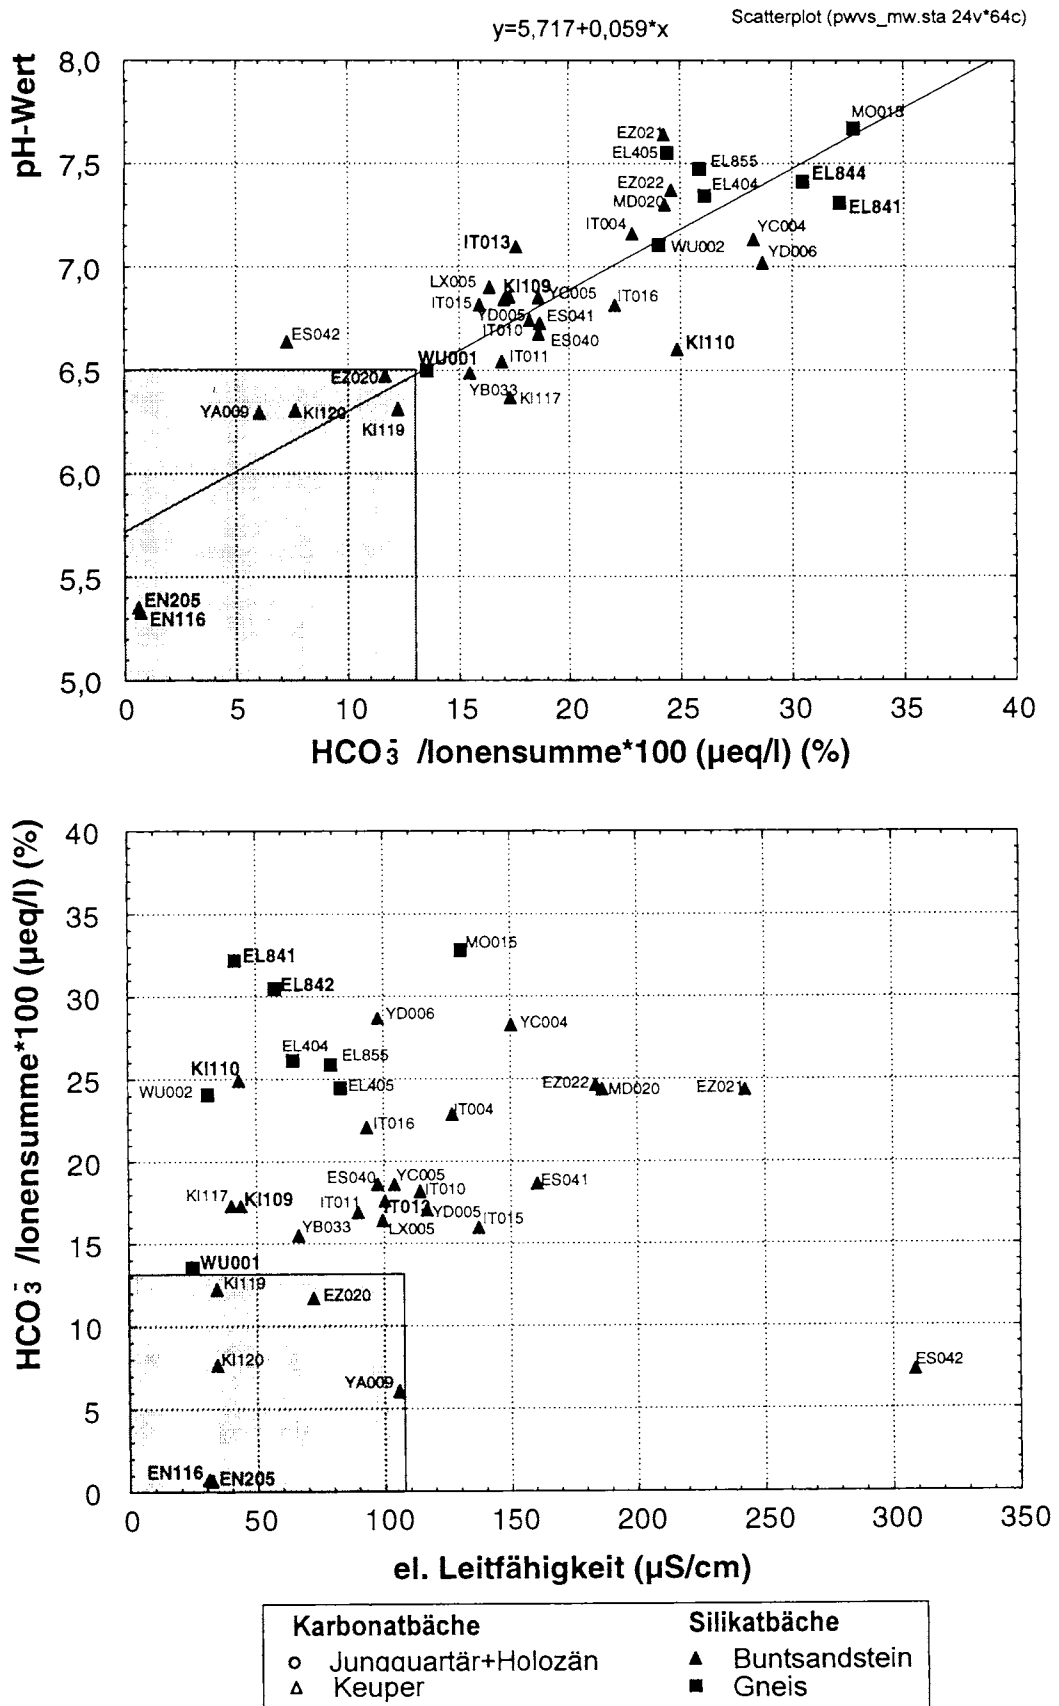 y=5,717+0,059*x
Scatterplot (pwvs_mw.sta 24v*64c)
pH-Wert
8,0
7,5
7,0
6,5
6,0
5,5
5,0
MO015
EZ021
EL405
EL855
EZ022
EL404
EL844
MD020
EL841
IT004
YC004
IT013
WU002
YD006
LX005
KI109
YC005
IT015
IT016
YD005
ES041
IT010
ES040
ES042
KI110
WU001
IT011
EZ020
YB033
KI117
YA009
KI120
KI119
EN205
EN116
0 5 10 15 20 25 30 35 40
HCO3- /Ionensumme*100 (µeq/l) (%)
HCO3- /Ionensumme*100 (µeq/l) (%)
40
35
30
25
20
15
10
5
0
MO015
EL841
EL842
YD006
YC004
EL404
EL855
KI110
WU002
EL405
EZ022
MD020
EZ021
IT004
IT016
ES040
YC005
IT010
ES041
KI117
KI109
IT011
IT013
YD005
IT015
YB033
LX005
WU001
KI119
EZ020
KI120
YA009
ES042
EN116
EN205
0 50 100 150 200 250 300 350
el. Leitfähigkeit (µS/cm)
Karbonatbäche
Silikatbäche
Jungquartär+Holozän
Buntsandstein
Keuper
Gneis